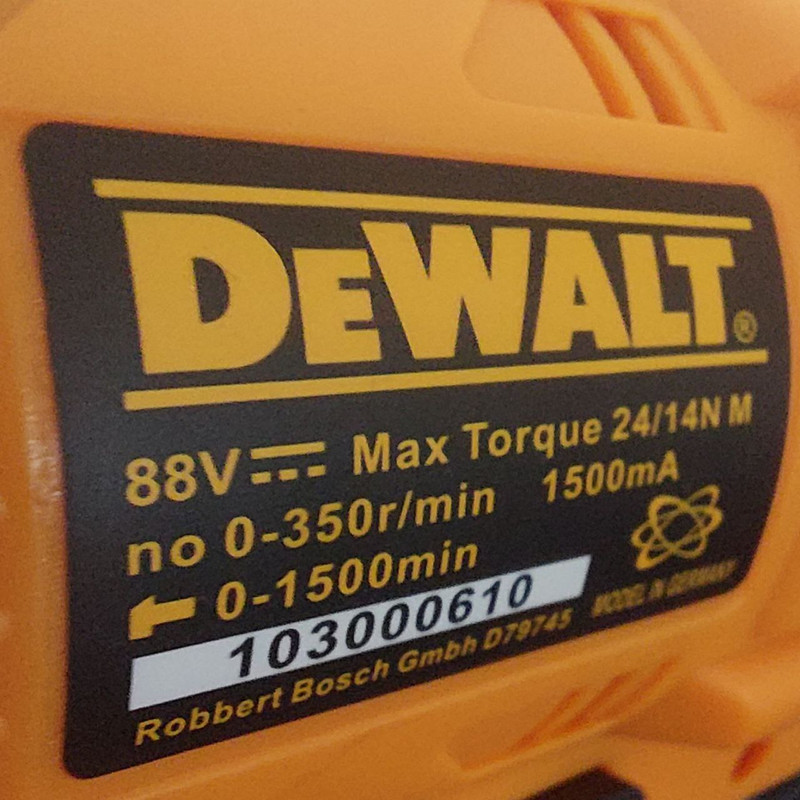 DEWALT®
88V Max Torque 24/14N M
no 0-350r/min 1500mA
0-1500min
103000610
MODEL IN GERMANY
Robbert Bosch Gmbh D79745